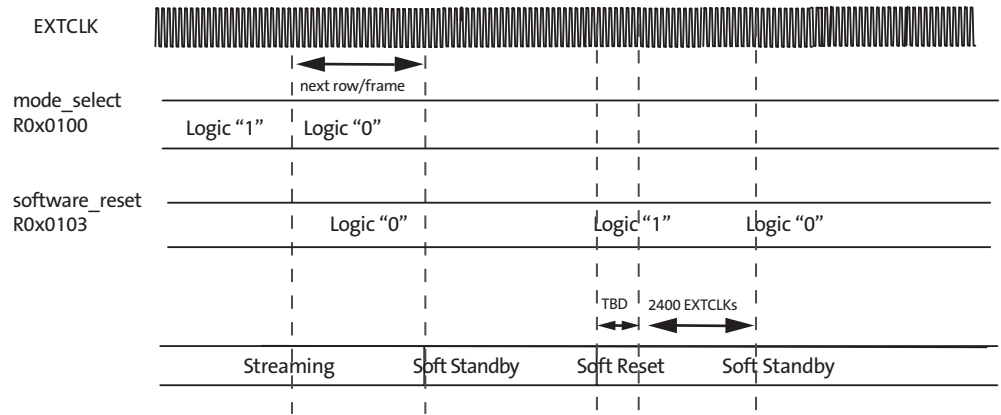 EXTCLK
next row/frame
mode_select
R0x0100
Logic “1” Logic “0”
software_reset
R0x0103
Logic “0” Logic “1” Logic “0”
TBD 2400 EXTCLKs
Streaming Soft Standby Soft Reset Soft Standby